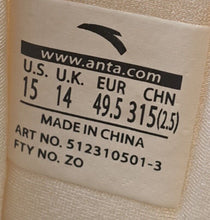 www.anta.com
U.S. U.K. EUR CHN
15 14 49.5 315(2.5)
MADE IN CHINA
ART NO. 512310501-3
FTY NO. ZO